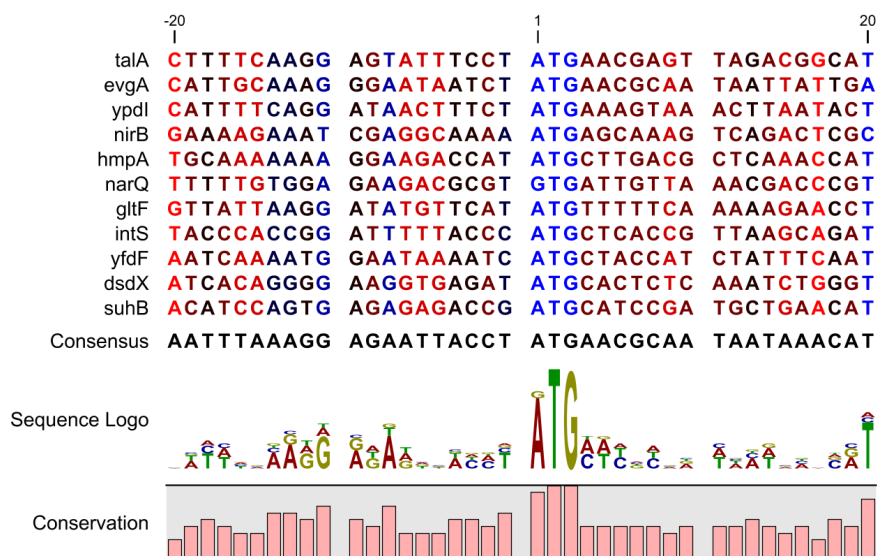 -20 1 20
talA CTTTTCAAGG AGTATTTCCT ATGAACGAGT TAGACGGCAT
evgA CATTGCAAAG GGAATAATCT ATGAACGCAA TAATTATTGA
ypdI CATTTTCAGG ATAACTTTCT ATGAAAGTAA ACTTAATACT
nirB GAAAAGAAAT CGAGGCAAAA ATGAGCAAAG TCAGACTCGC
hmpA TGCAAAAAAA GGAAGACCAT ATGCTTGACG CTCAAACCAT
narQ TTTTTGTGGA GAAGACGCGT GTGATTGTTA AACGACCCGT
gltF GTTATTAAGG ATATGTTCAT ATGTTTTTCA AAAAGAACCT
intS TACCCACCGG ATTTTTACCC ATGCTCACCG TTAAGCAGAT
yfdF AATCAAAATG GAATAAAATC ATGCTACCAT CTATTTCAAT
dsdX ATCACAGGGG AAGGTGAGAT ATGCACTCTC AAATCTGGGT
suhB ACATCCAGTG AGAGAGACCG ATGCATCCGA TGCTGAACAT
Consensus AATTTAAAGG AGAATTACCT ATGAACGCAA TAATAAACAT
Sequence Logo
Conservation